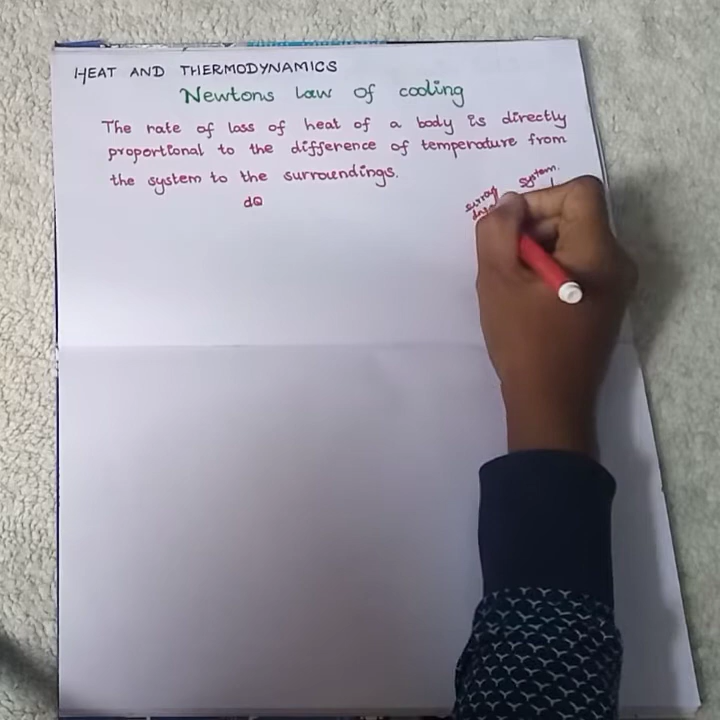 HEAT AND THERMODYNAMICS
Newtons law of cooling
The rate of loss of heat of a body is directly
proportional to the difference of temperature from
the system to the surroundings.
dQ
system